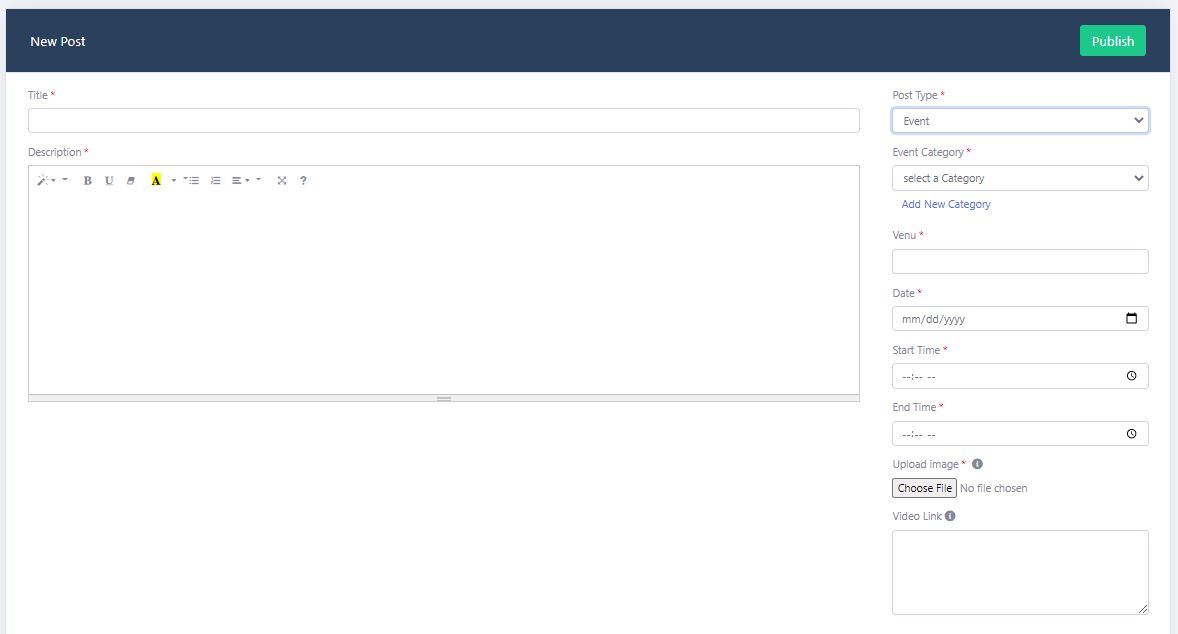 New Post
Publish
Title *
Description *
B U A ?
Post Type *
Event
Event Category *
select a Category
Add New Category
Venu *
Date *
mm/dd/yyyy
Start Time *
--:-- --
End Time *
--:-- --
Upload image *
Choose File No file chosen
Video Link